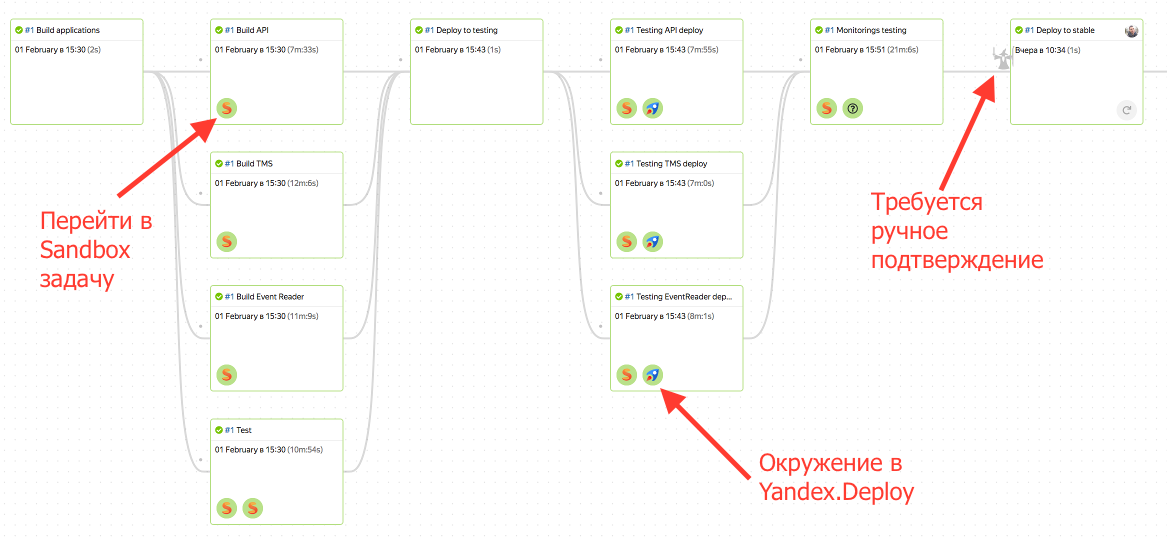 #1 Build applications
01 February в 15:30 (2s)
#1 Build API
01 February в 15:30 (7m:33s)
#1 Deploy to testing
01 February в 15:43 (1s)
#1 Testing API deploy
01 February в 15:43 (7m:55s)
#1 Monitorings testing
01 February в 15:51 (21m:6s)
#1 Deploy to stable
Вчера в 10:34 (1s)
#1 Build TMS
01 February в 15:30 (12m:6s)
#1 Testing TMS deploy
01 February в 15:43 (7m:0s)
Перейти в
Sandbox
задачу
Требуется
ручное
подтверждение
#1 Build Event Reader
01 February в 15:30 (11m:9s)
#1 Testing EventReader dep...
01 February в 15:43 (8m:1s)
#1 Test
01 February в 15:30 (10m:54s)
Окружение в
Yandex.Deploy